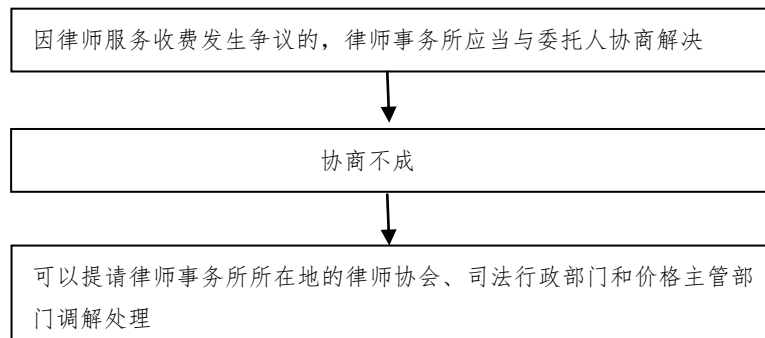 因律师服务收费发生争议的，律师事务所应当与委托人协商解决
协商不成
可以提请律师事务所所在地的律师协会、司法行政部门和价格主管部
门调解处理